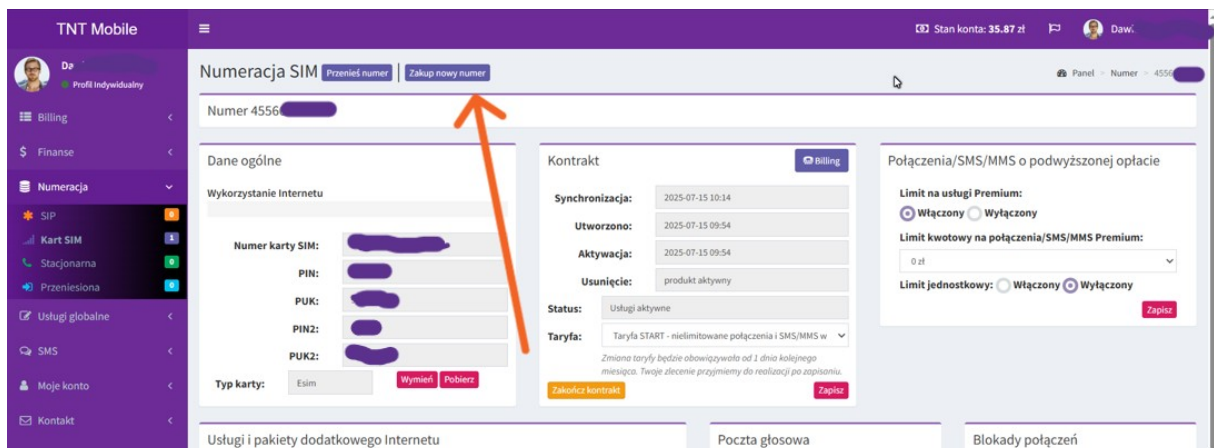 TNT Mobile
Stan konta: 35.87 zł
Daw
Da
Profil Indywidualny
Billing
Finanse
Numeracja
SIP 0
Kart SIM 1
Stacjonarna 0
Przeniesiona 0
Usługi globalne
SMS
Moje konto
Kontakt
Numeracja SIM Przenieś numer | Zakup nowy numer
Panel > Numer > 4556
Numer 4556
Dane ogólne
Wykorzystanie Internetu
Numer karty SIM:
PIN:
PUK:
PIN2:
PUK2:
Typ karty: Esim Wymień Pobierz
Kontrakt Billing
Synchronizacja: 2025-07-15 10:14
Utworzono: 2025-07-15 09:54
Aktywacja: 2025-07-15 09:54
Usunięcie: produkt aktywny
Status: Usługi aktywne
Taryfa: Taryfa START - nielimitowane połączenia i SMS/MMS w
Zmiana taryfy będzie obowiązywała od 1 dnia kolejnego
miesiąca. Twoje zlecenie przyjmiemy do realizacji po zapisaniu.
Zakończ kontrakt Zapisz
Połączenia/SMS/MMS o podwyższonej opłacie
Limit na usługi Premium:
Włączony Wyłączony
Limit kwotowy na połączenia/SMS/MMS Premium:
0 zł
Limit jednostkowy: Włączony Wyłączony
Zapisz
Usługi i pakiety dodatkowego Internetu
Poczta głosowa
Blokady połączeń